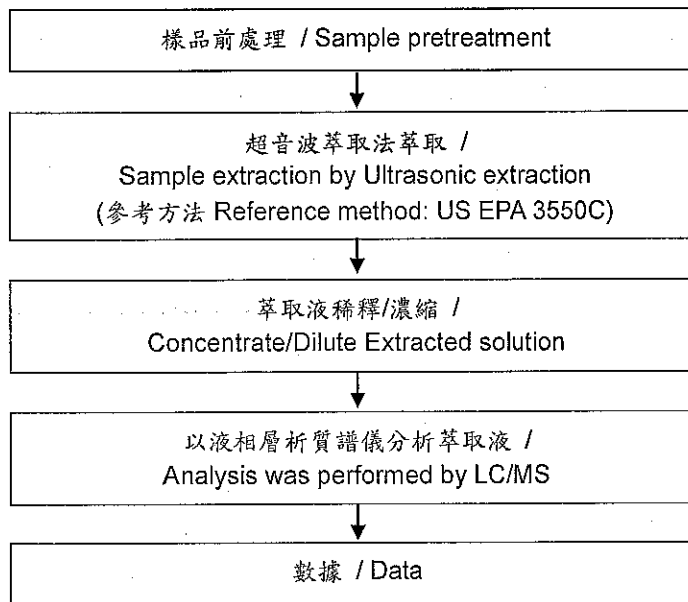 樣品前處理 / Sample pretreatment
超音波萃取法萃取 /
Sample extraction by Ultrasonic extraction
(參考方法 Reference method: US EPA 3550C)
萃取液稀釋/濃縮 /
Concentrate/Dilute Extracted solution
以液相層析質譜儀分析萃取液 /
Analysis was performed by LC/MS
數據 / Data